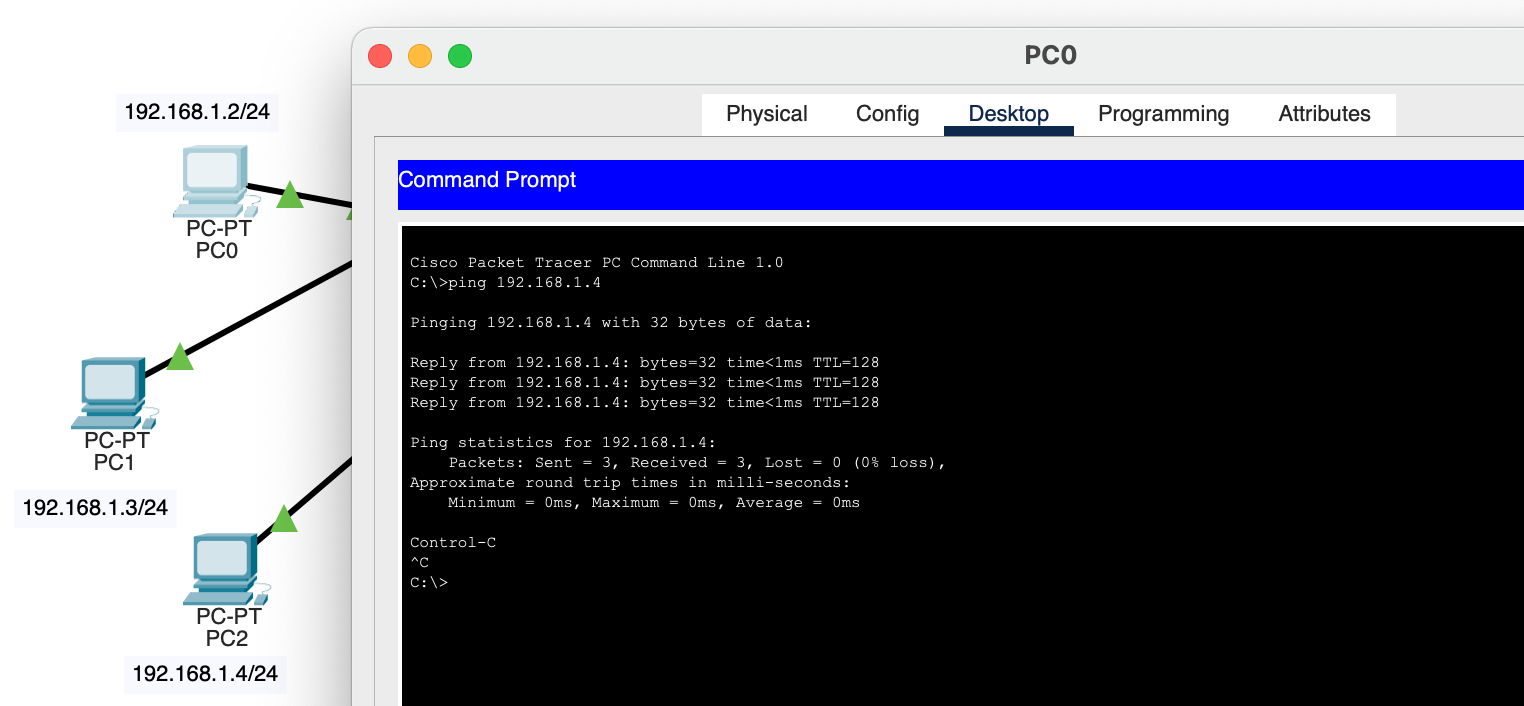 192.168.1.2/24
PC-PT
PC0
PC-PT
PC1
192.168.1.3/24
PC-PT
PC2
192.168.1.4/24
PC0
Physical Config Desktop Programming Attributes
Command Prompt
Cisco Packet Tracer PC Command Line 1.0
C:\>ping 192.168.1.4
Pinging 192.168.1.4 with 32 bytes of data:
Reply from 192.168.1.4: bytes=32 time<1ms TTL=128
Reply from 192.168.1.4: bytes=32 time<1ms TTL=128
Reply from 192.168.1.4: bytes=32 time<1ms TTL=128
Ping statistics for 192.168.1.4:
Packets: Sent = 3, Received = 3, Lost = 0 (0% loss),
Approximate round trip times in milli-seconds:
Minimum = 0ms, Maximum = 0ms, Average = 0ms
Control-C
^C
C:\>